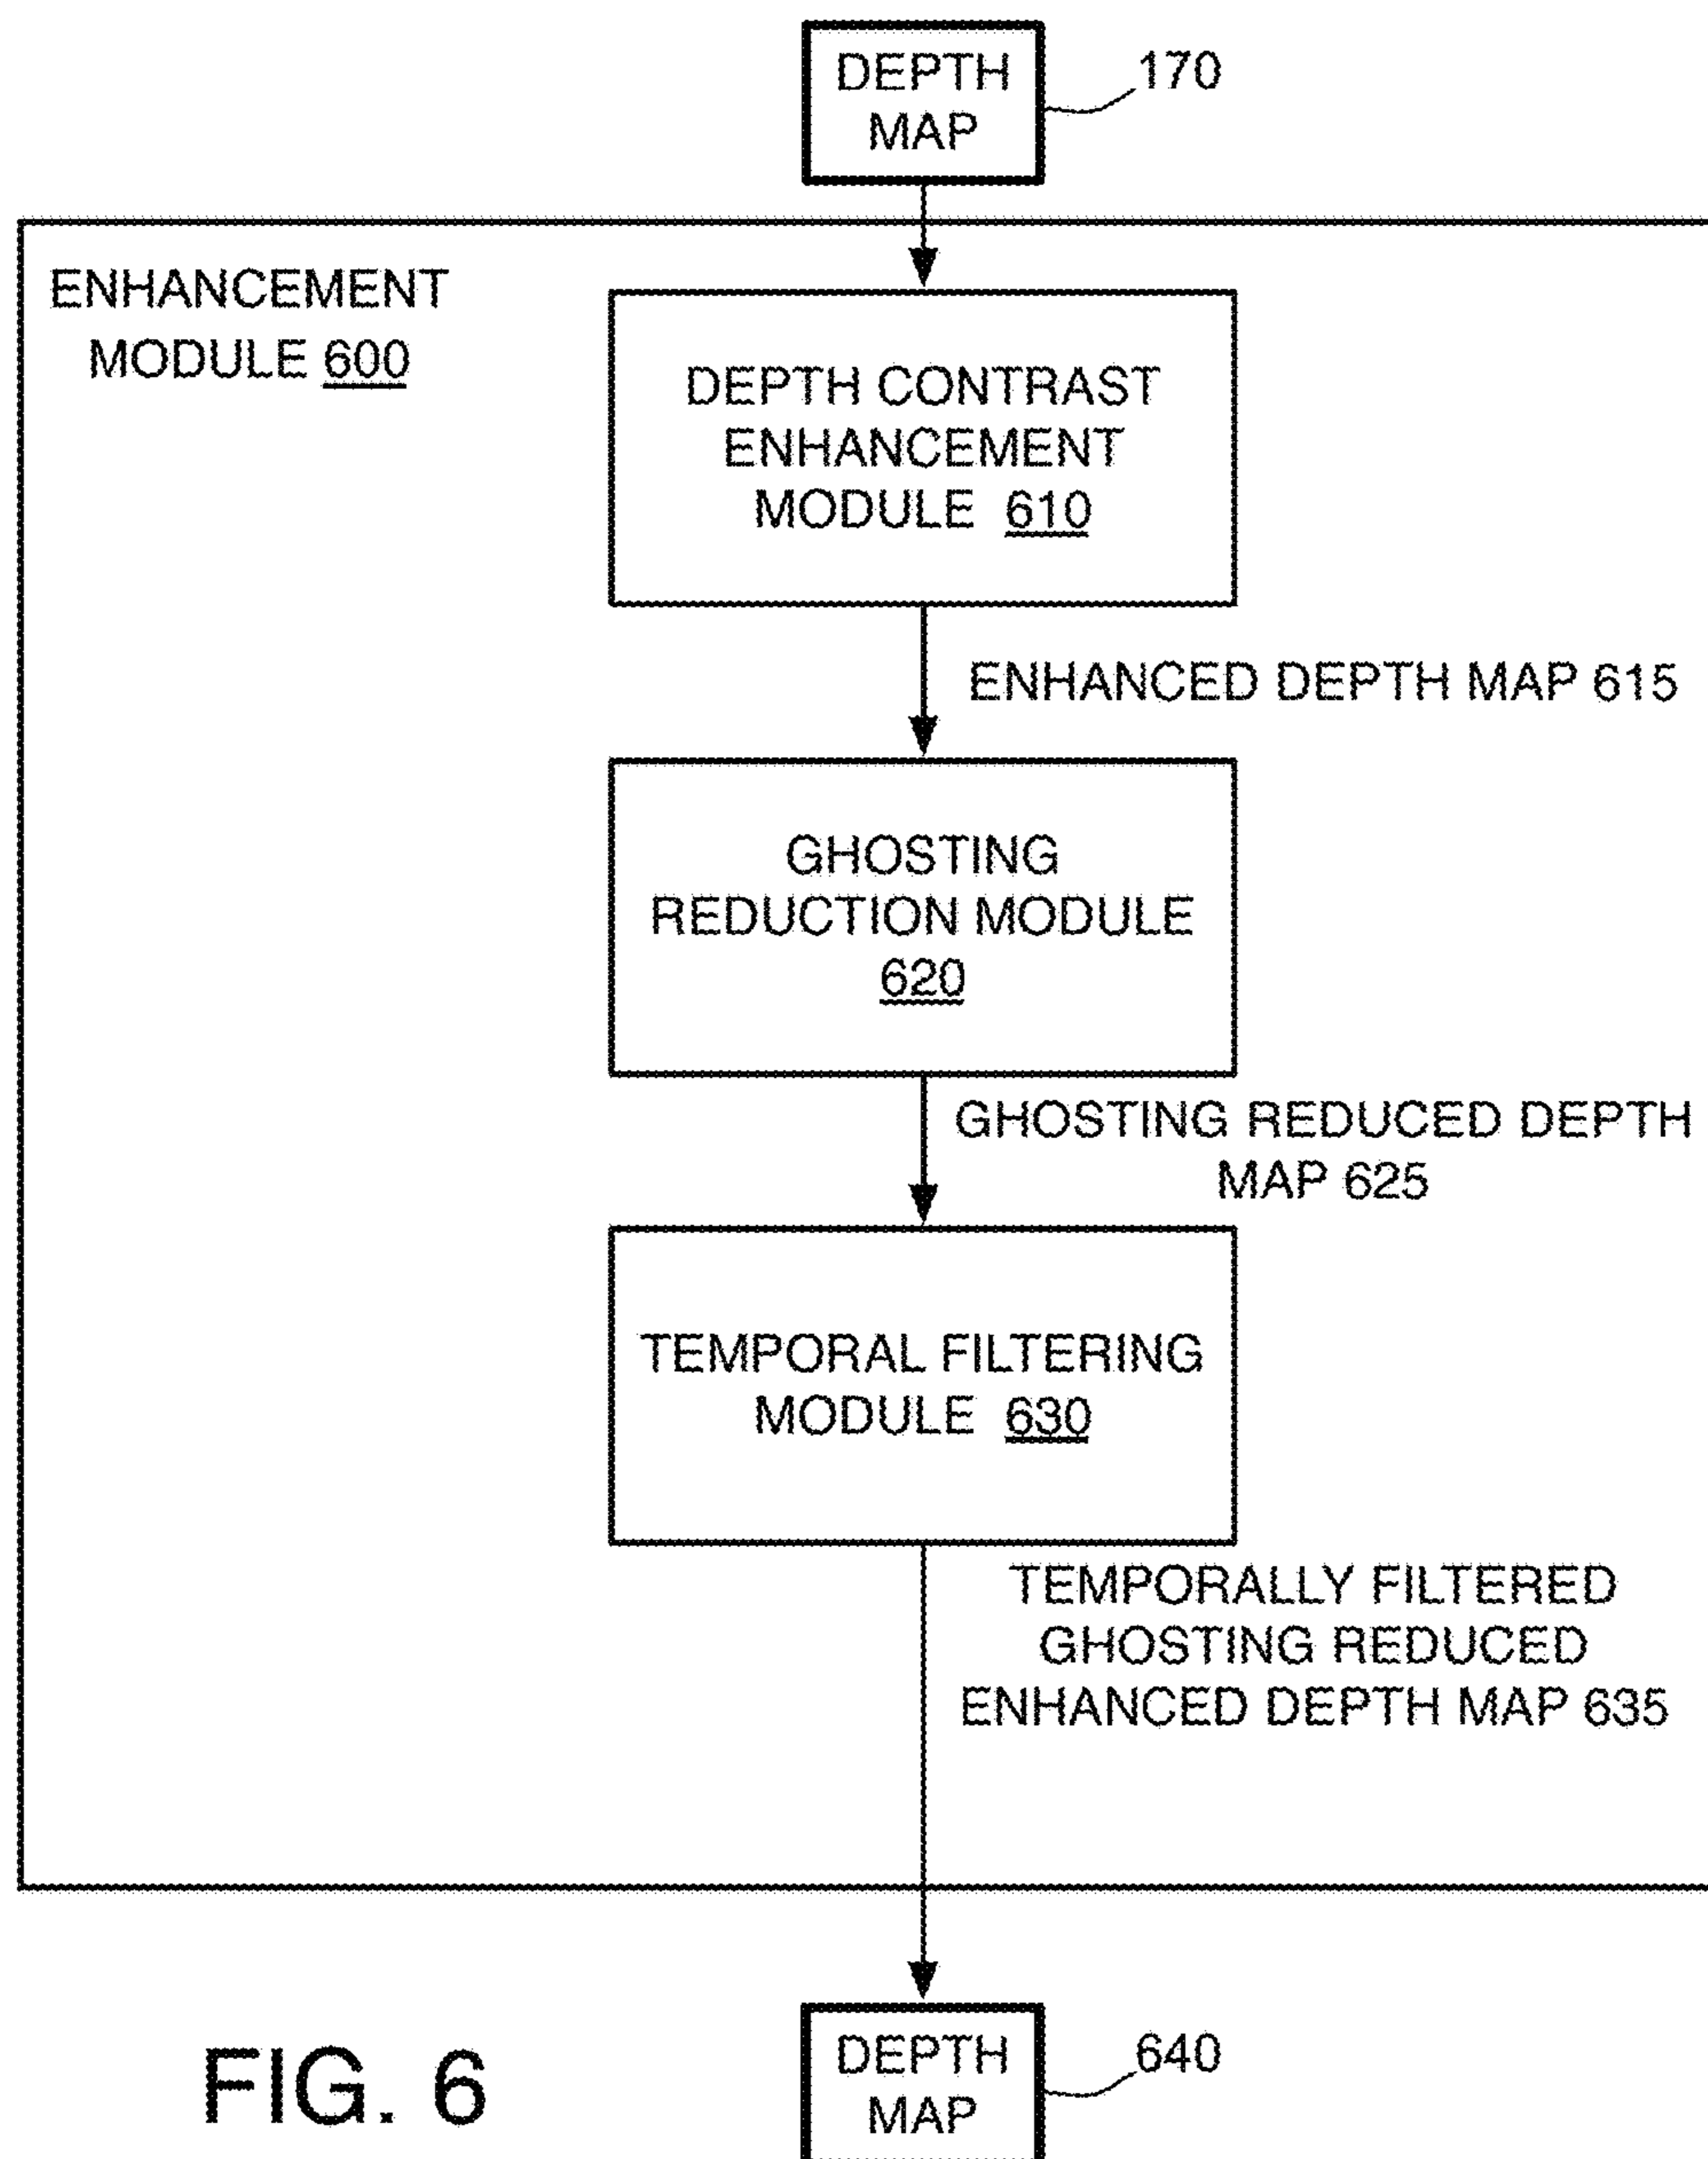 DEPTH
MAP
170
ENHANCEMENT
MODULE 600
DEPTH CONTRAST
ENHANCEMENT
MODULE 610
ENHANCED DEPTH MAP 615
GHOSTING
REDUCTION MODULE
620
GHOSTING REDUCED DEPTH
MAP 625
TEMPORAL FILTERING
MODULE 630
TEMPORALLY FILTERED
GHOSTING REDUCED
ENHANCED DEPTH MAP 635
DEPTH
MAP
640
FIG. 6